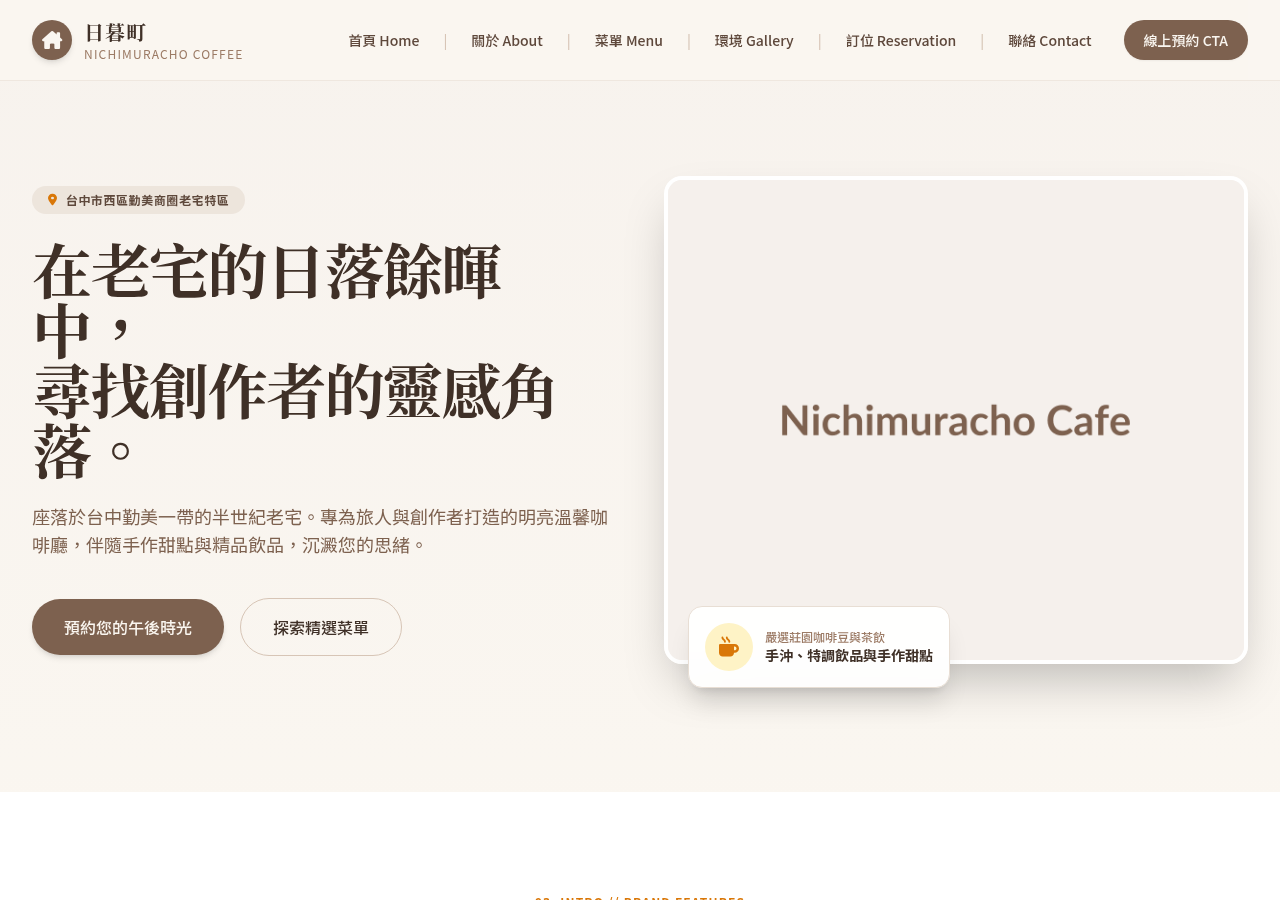 日暮町
NICHIMURACHO COFFEE
首頁 Home | 關於 About | 菜單 Menu | 環境 Gallery | 訂位 Reservation | 聯絡 Contact
線上預約 CTA
台中市西區勤美商圈老宅特區
在老宅的日落餘暉
中，
尋找創作者的靈感角
落。
座落於台中勤美一帶的半世紀老宅。專為旅人與創作者打造的明亮溫馨咖
啡廳，伴隨手作甜點與精品飲品，沉澱您的思緒。
預約您的午後時光
探索精選菜單
Nichimuracho Cafe
嚴選莊園咖啡豆與茶飲
手沖、特調飲品與手作甜點